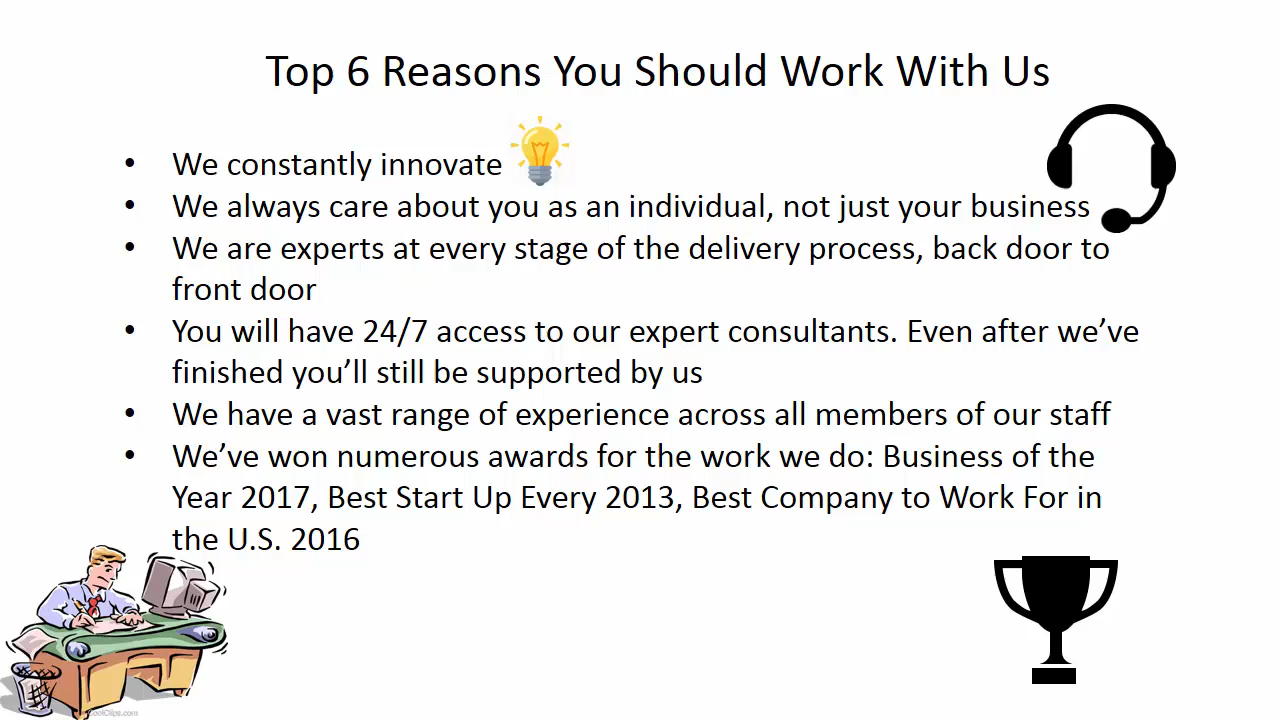 Top 6 Reasons You Should Work With Us
• We constantly innovate
• We always care about you as an individual, not just your business
• We are experts at every stage of the delivery process, back door to
front door
• You will have 24/7 access to our expert consultants. Even after we’ve
finished you’ll still be supported by us
• We have a vast range of experience across all members of our staff
• We’ve won numerous awards for the work we do: Business of the
Year 2017, Best Start Up Every 2013, Best Company to Work For in
the U.S. 2016